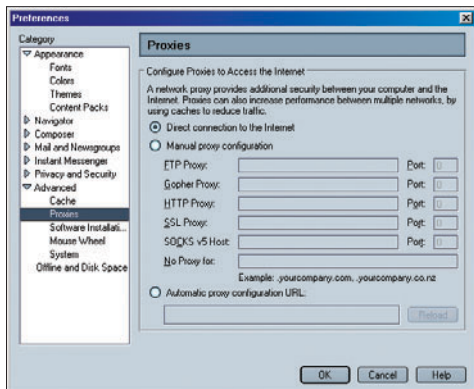 Preferences
Category
Appearance
Fonts
Colors
Themes
Content Packs
Navigator
Composer
Mail and Newsgroups
Instant Messenger
Privacy and Security
Advanced
Cache
Proxies
Software Installati...
Mouse Wheel
System
Offline and Disk Space
Proxies
Configure Proxies to Access the Internet
A network proxy provides additional security between your computer and the
Internet. Proxies can also increase performance between multiple networks, by
using caches to reduce traffic.
Direct connection to the Internet
Manual proxy configuration
FTP Proxy: Port: 0
Gopher Proxy: Port: 0
HTTP Proxy: Port: 0
SSL Proxy: Port: 0
SOCKS v5 Host: Port: 0
No Proxy for:
Example: .yourcompany.com, .yourcompany.co.nz
Automatic proxy configuration URL:
Reload
OK Cancel Help